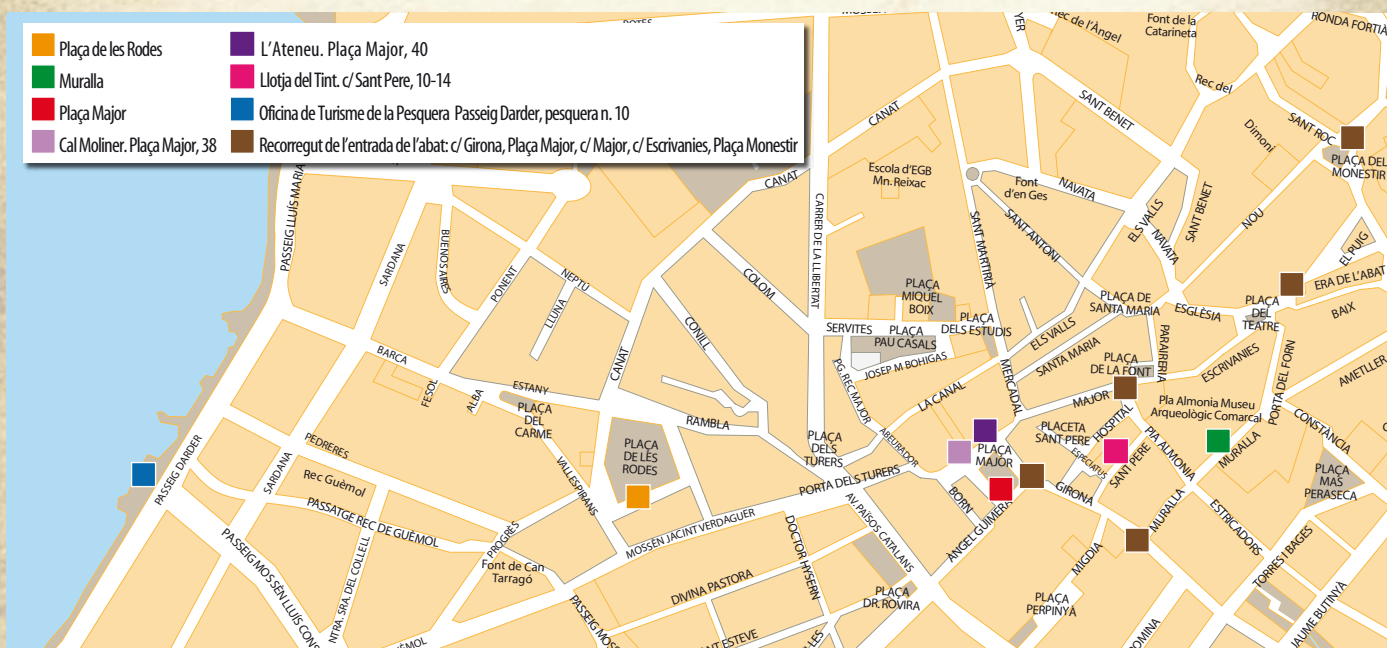 Plaça de les Rodes
Muralla
Plaça Major
Cal Moliner. Plaça Major, 38
L'Ateneu. Plaça Major, 40
Llotja del Tint. c/ Sant Pere, 10-14
Oficina de Turisme de la Pesquera Passeig Darder, pesquera n. 10
Recorregut de l'entrada de l'abat: c/ Girona, Plaça Major, c/ Major, c/ Escrivanies, Plaça Monestir
Rec de l'Àngel
Font de la
Catarineta
RONDA FORTIÀ
Rec del
CANAT
SANT BENET
Dimoni
SANT ROC
PLAÇA DEL
MONESTIR
Escola d'EGB
Mn. Reixac
Font
d'en Ges
NAVATA
CANAT
CARRER DE LA LLIBERTAT
SANT MARTIRIÀ
SANT ANTONI
ELS VALLS
NAVATA
SANT BENET
NOU
EL PUIG
PASSEIG LLUÍS MARIA
SARDANA
BUENOS AIRES
PONENT
NEPTÚ
LLUNA
COLOM
CONILL
CANAT
PLAÇA
MIQUEL
BOIX
PLAÇA
DELS ESTUDIS
SERVITES
PLAÇA
PAU CASALS
JOSEP M BOHIGAS
PG. REC MAJOR
PLAÇA DE
SANTA MARIA
ESGLÈSIA
PLAÇA
DEL
TEATRE
ERA DE L'ABAT
BAIX
ELS VALLS
SANTA MARIA
PLAÇA
DE LA FONT
PARAIRERIA
ESCRIVANIES
PORTA DEL FORN
AMETLLER
BARCA
FESOL
ALBA
ESTANY
PLAÇA
DEL
CARME
RAMBLA
LA CANAL
MERCADAL
MAJOR
Pla Almonia Museu
Arqueològic Comarcal
CONSTÀNCIA
PLAÇA
DE LES
RODES
PLAÇA
DELS
TURERS
ABEURADOR
PLAÇA
MAJOR
PLACETA
SANT PERE
HOSPITAL
ESPECATUS
SANT PERE
PIA ALMONIA
MURALLA
PLAÇA
MAS
PERASECA
PASSEIG DARDER
PEDRERES
SARDANA
Rec Guèmol
PASSATGE REC DE GUÈMOL
VALLESPIRANS
PROGRÈS
MOSSÈN JACINT VERDAGUER
PORTA DELS TURERS
BORN
GIRONA
MURALLA
ESTRICADORS
ÀNGEL GUIMERÀ
AV. PAÏSOS CATALANS
DOCTOR HYSERN
MIGDIA
TORRES I BAGES
Font de Can
Tarragó
DIVINA PASTORA
PLAÇA
DR. ROVIRA
PLAÇA
PERPINYÀ
NTRA. SRA. DEL COLLELL
JAUME BUTINYÀ